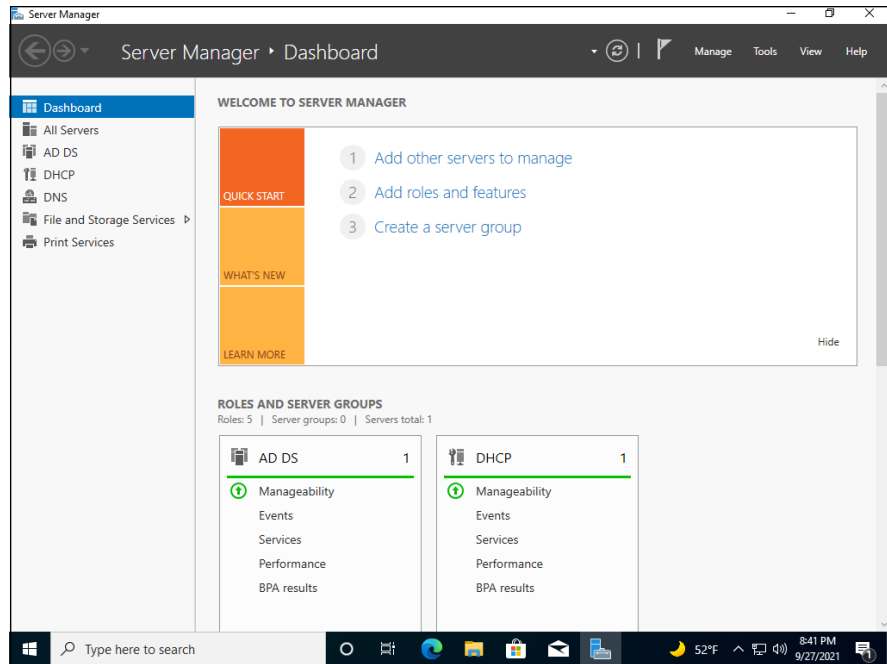 Server Manager
Server Manager ‣ Dashboard
Manage Tools View Help
Dashboard
All Servers
AD DS
DHCP
DNS
File and Storage Services
Print Services
WELCOME TO SERVER MANAGER
QUICK START
WHAT'S NEW
LEARN MORE
1 Add other servers to manage
2 Add roles and features
3 Create a server group
Hide
ROLES AND SERVER GROUPS
Roles: 5 | Server groups: 0 | Servers total: 1
AD DS 1
Manageability
Events
Services
Performance
BPA results
DHCP 1
Manageability
Events
Services
Performance
BPA results
Type here to search
52°F
8:41 PM
9/27/2021
1